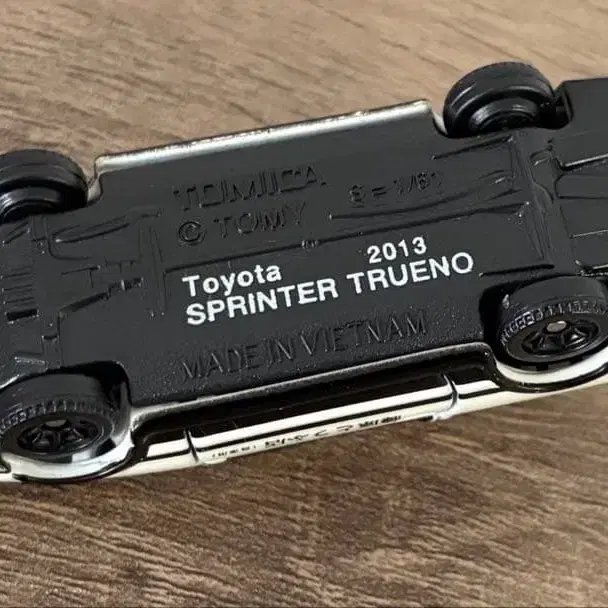 TOMICA
© TOMY S = 1/61
Toyota 2013
SPRINTER TRUENO
MADE IN VIETNAM